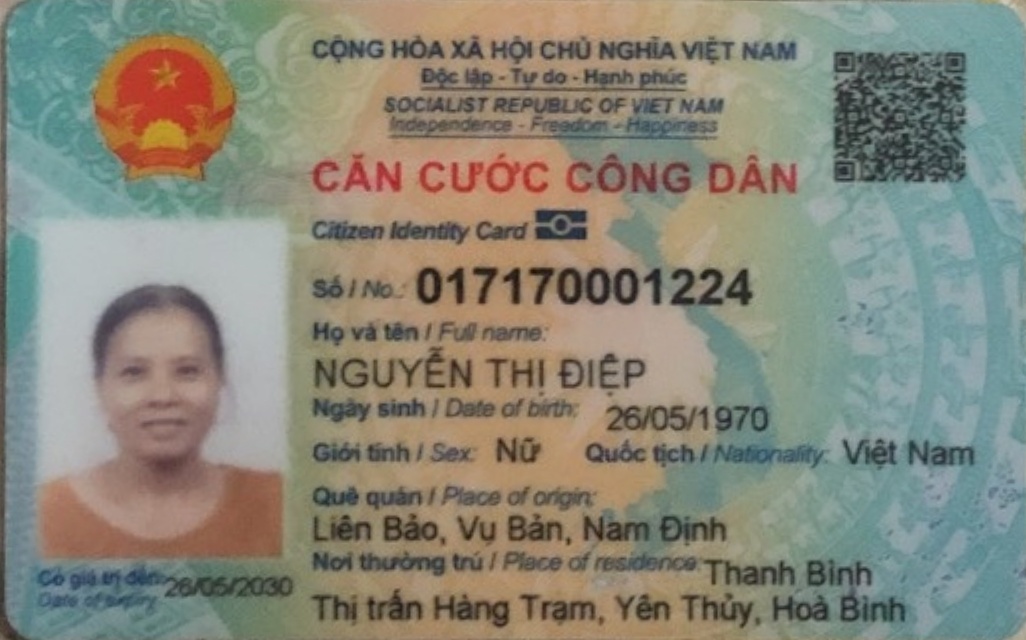 CỘNG HÒA XÃ HỘI CHỦ NGHĨA VIỆT NAM
Độc lập - Tự do - Hạnh phúc
SOCIALIST REPUBLIC OF VIET NAM
Independence - Freedom - Happiness
CĂN CƯỚC CÔNG DÂN
Citizen Identity Card
Số / No.: 017170001224
Họ và tên / Full name:
NGUYỄN THỊ ĐIỆP
Ngày sinh / Date of birth: 26/05/1970
Giới tính / Sex: Nữ Quốc tịch / Nationality: Việt Nam
Quê quán / Place of origin:
Liên Bảo, Vụ Bản, Nam Định
Nơi thường trú / Place of residence: Thanh Bình
Thị trấn Hàng Trạm, Yên Thủy, Hoà Bình
Có giá trị đến: 26/05/2030
Date of expiry